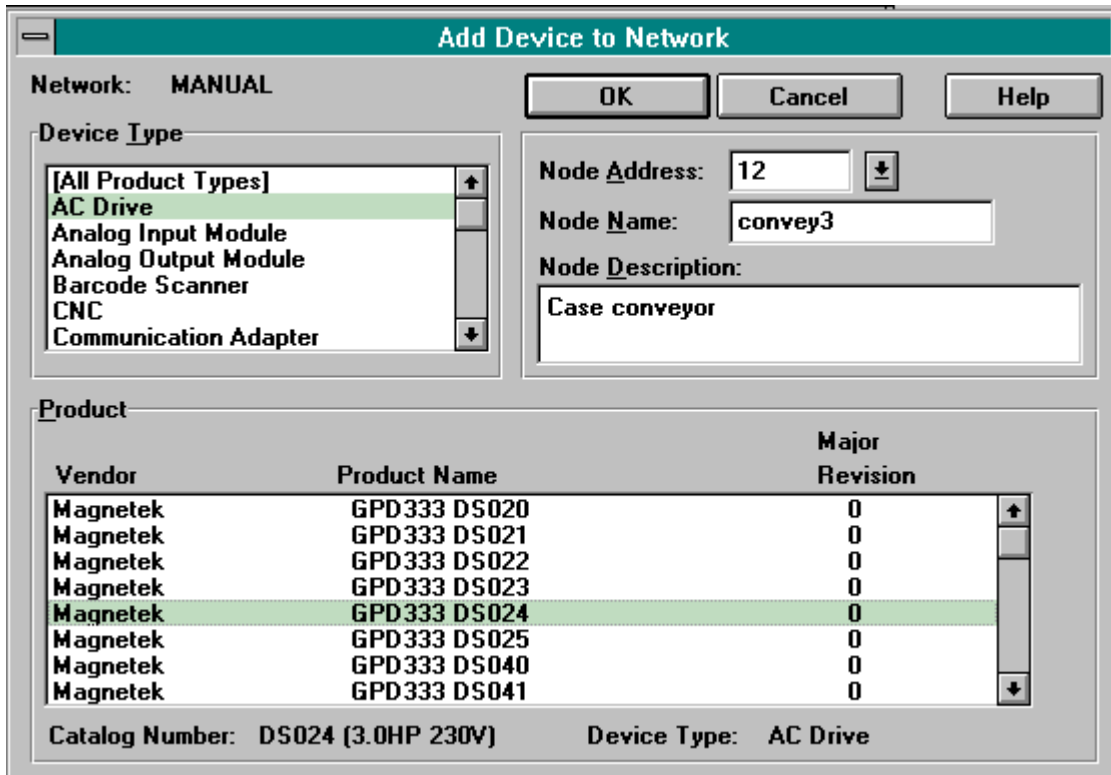 Add Device to Network
Network: MANUAL
OK Cancel Help
Device Type
[All Product Types]
AC Drive
Analog Input Module
Analog Output Module
Barcode Scanner
CNC
Communication Adapter
Node Address: 12
Node Name: convey3
Node Description:
Case conveyor
Product
Vendor Product Name Major Revision
Magnetek GPD333 DS020 0
Magnetek GPD333 DS021 0
Magnetek GPD333 DS022 0
Magnetek GPD333 DS023 0
Magnetek GPD333 DS024 0
Magnetek GPD333 DS025 0
Magnetek GPD333 DS040 0
Magnetek GPD333 DS041 0
Catalog Number: DS024 (3.0HP 230V) Device Type: AC Drive